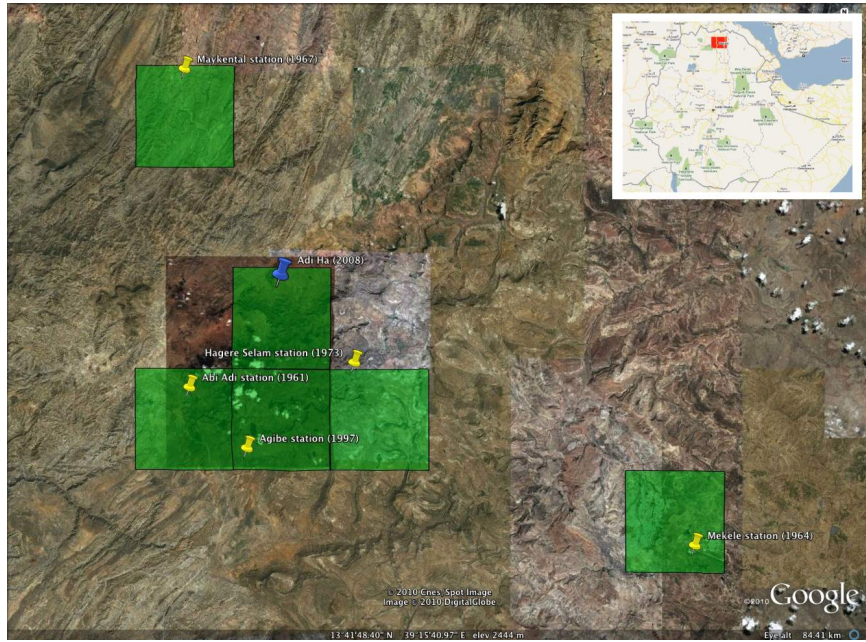 Maykental station (1967)
Adi Ha (2008)
Hagere Selam station (1973)
Abi Adi station (1961)
Agibe station (1997)
Mekele station (1964)
© 2010 Cnes/Spot Image
Image © 2010 DigitalGlobe
©2010 Google
13°41'48.40" N 39°15'40.97" E elev 2444 m
Eye alt 84.41 km